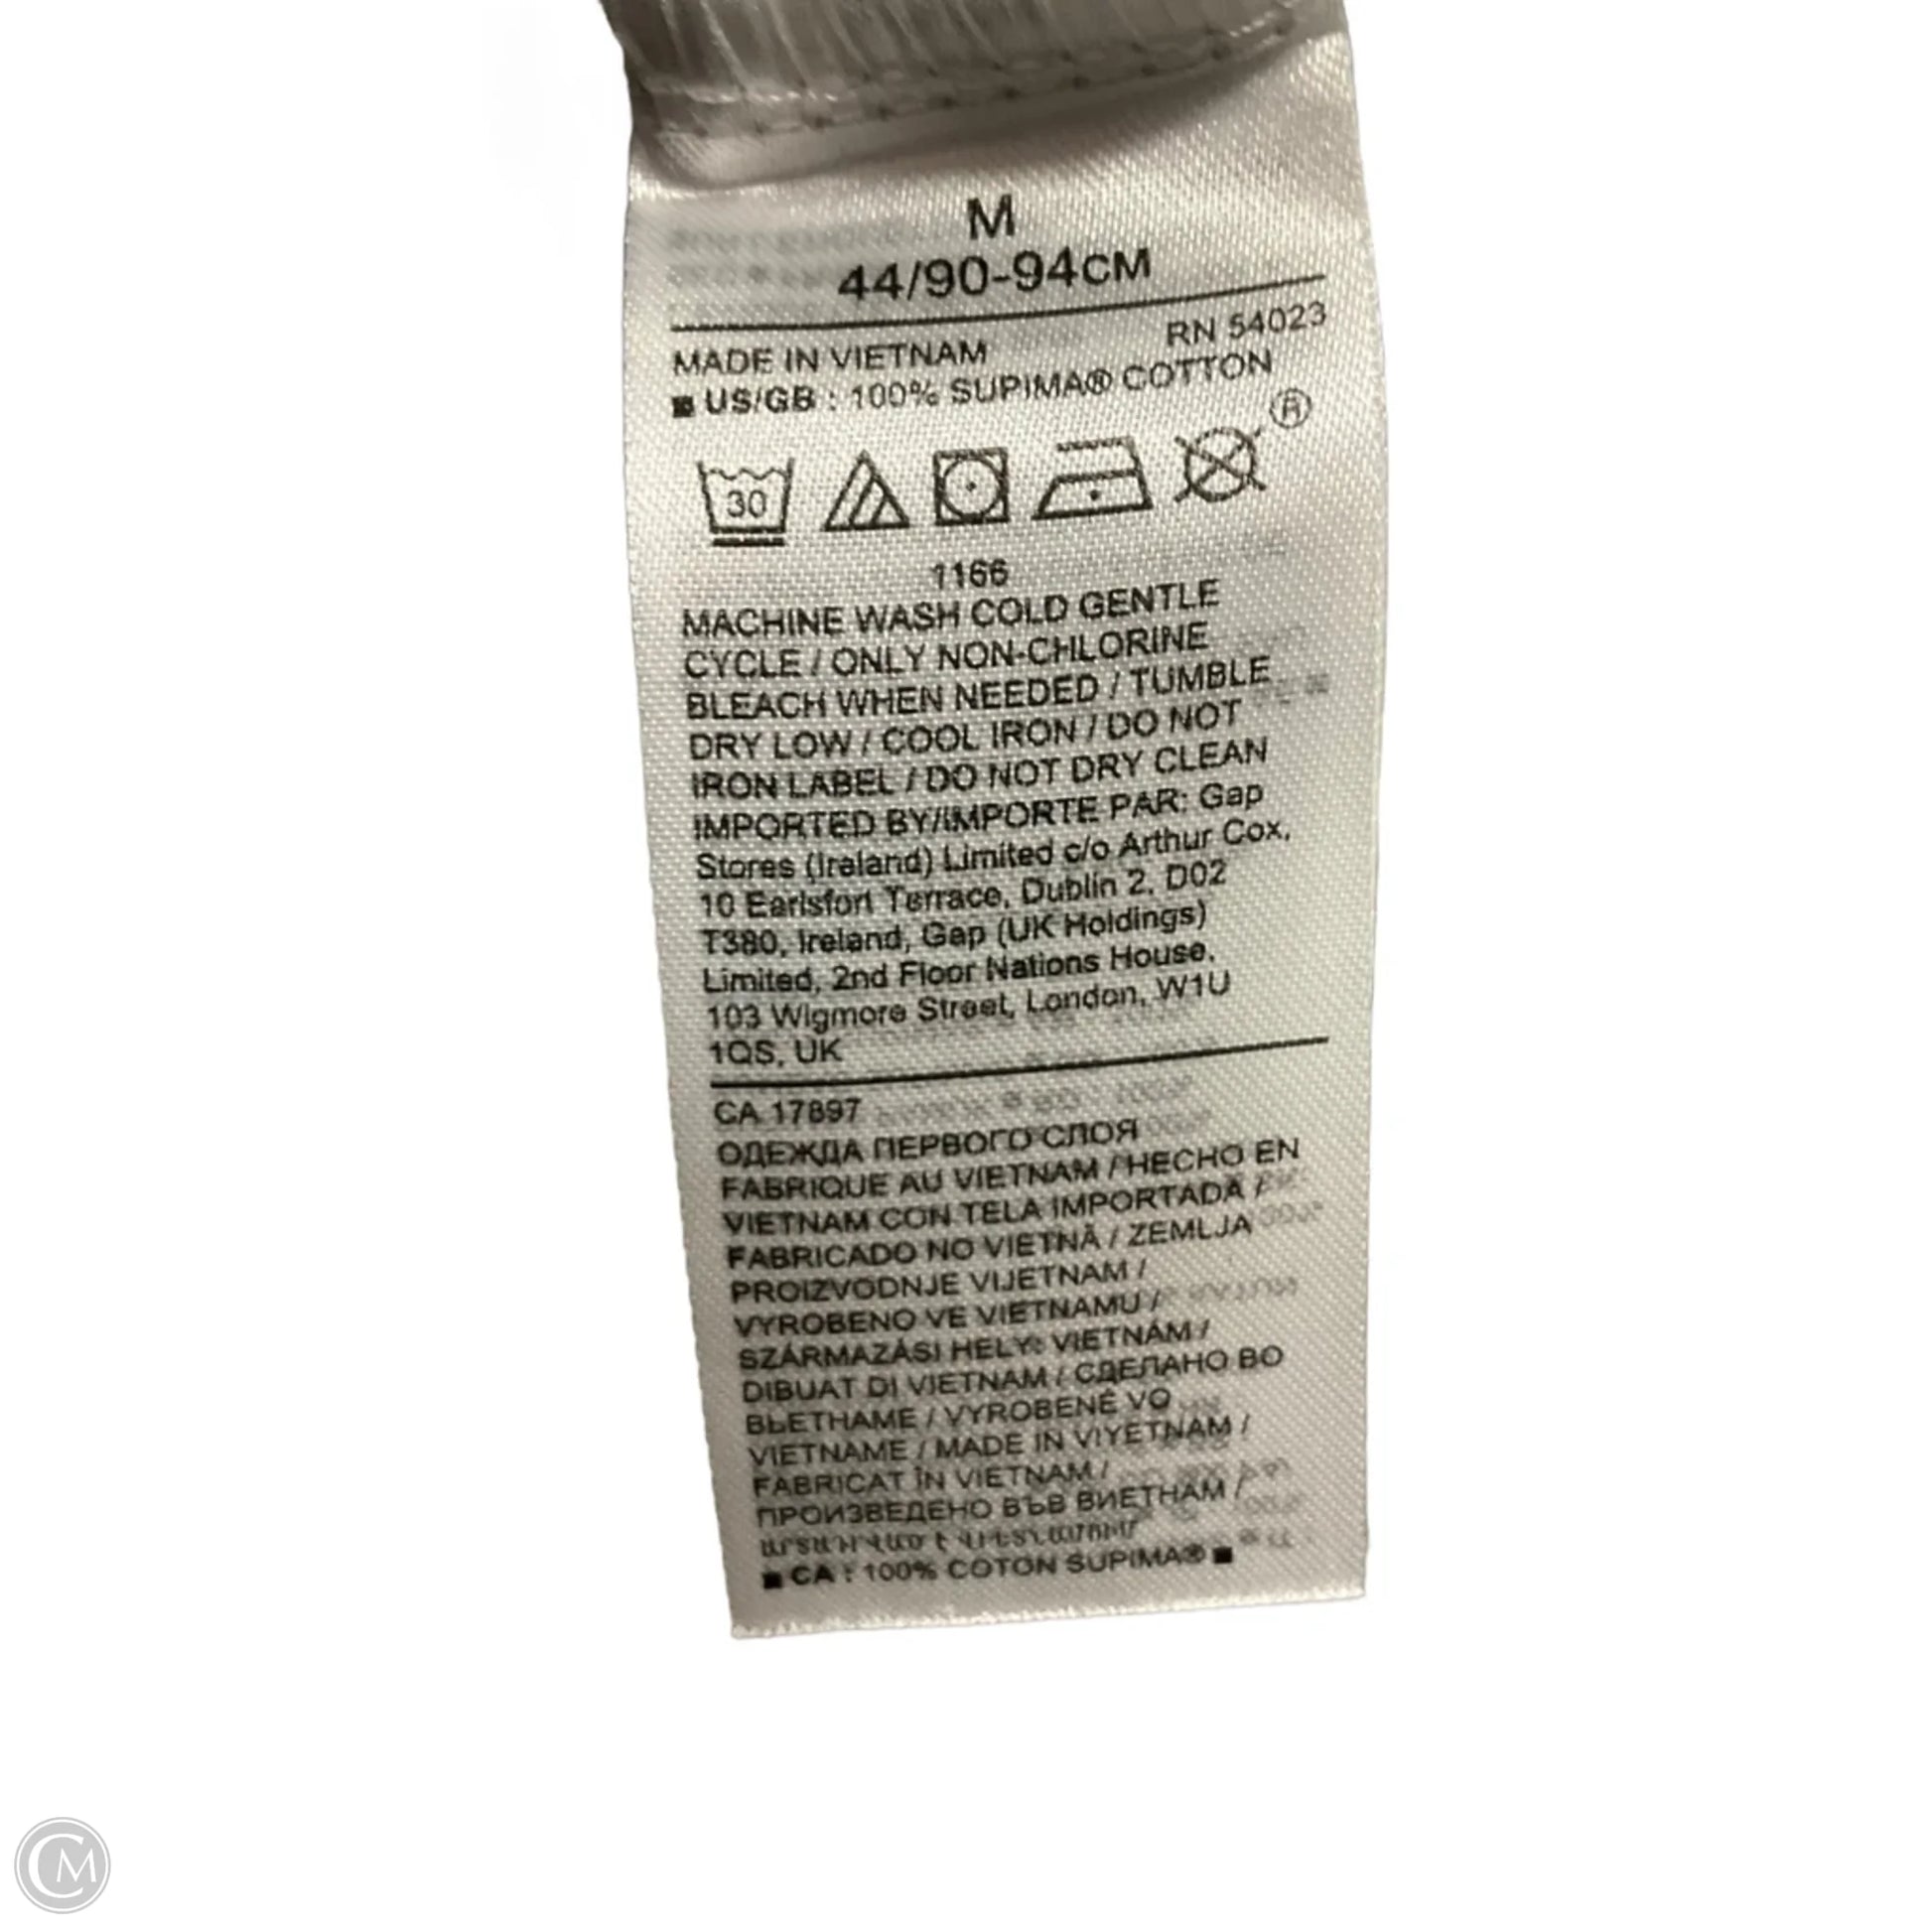 M
44/90-94CM
RN 54023
MADE IN VIETNAM
■ US/GB : 100% SUPIMA® COTTON
30
®
1166
MACHINE WASH COLD GENTLE
CYCLE / ONLY NON-CHLORINE
BLEACH WHEN NEEDED / TUMBLE
DRY LOW / COOL IRON / DO NOT
IRON LABEL / DO NOT DRY CLEAN
IMPORTED BY/IMPORTE PAR: Gap
Stores (Ireland) Limited c/o Arthur Cox,
10 Earlsfort Terrace, Dublin 2, D02
T380, Ireland, Gap (UK Holdings)
Limited, 2nd Floor Nations House,
103 Wigmore Street, London, W1U
1QS, UK
CA 17897
ОДЕЖДА ПЕРВОГО СЛОЯ
FABRIQUE AU VIETNAM / HECHO EN
VIETNAM CON TELA IMPORTADA /
FABRICADO NO VIETNÃ / ZEMLJA
PROIZVODNJE VIJETNAM /
VYROBENO VE VIETNAMU /
SZÁRMAZÁSI HELY: VIETNÁM /
DIBUAT DI VIETNAM / СДЕЛАНО ВО
ВЬЕТНАМЕ / VYROBENÉ VO
VIETNAME / MADE IN VIYETNAM /
FABRICAT ÎN VIETNAM /
ПРОИЗВЕДЕНО ВЪВ ВИЕТНАМ /
■ CA : 100% COTON SUPIMA® ■
CM